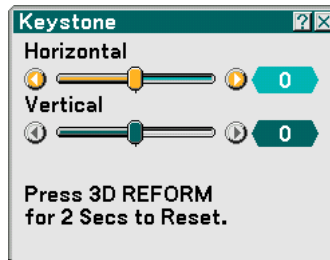 Keystone
Horizontal
0
Vertical
0
Press 3D REFORM
for 2 Secs to Reset.